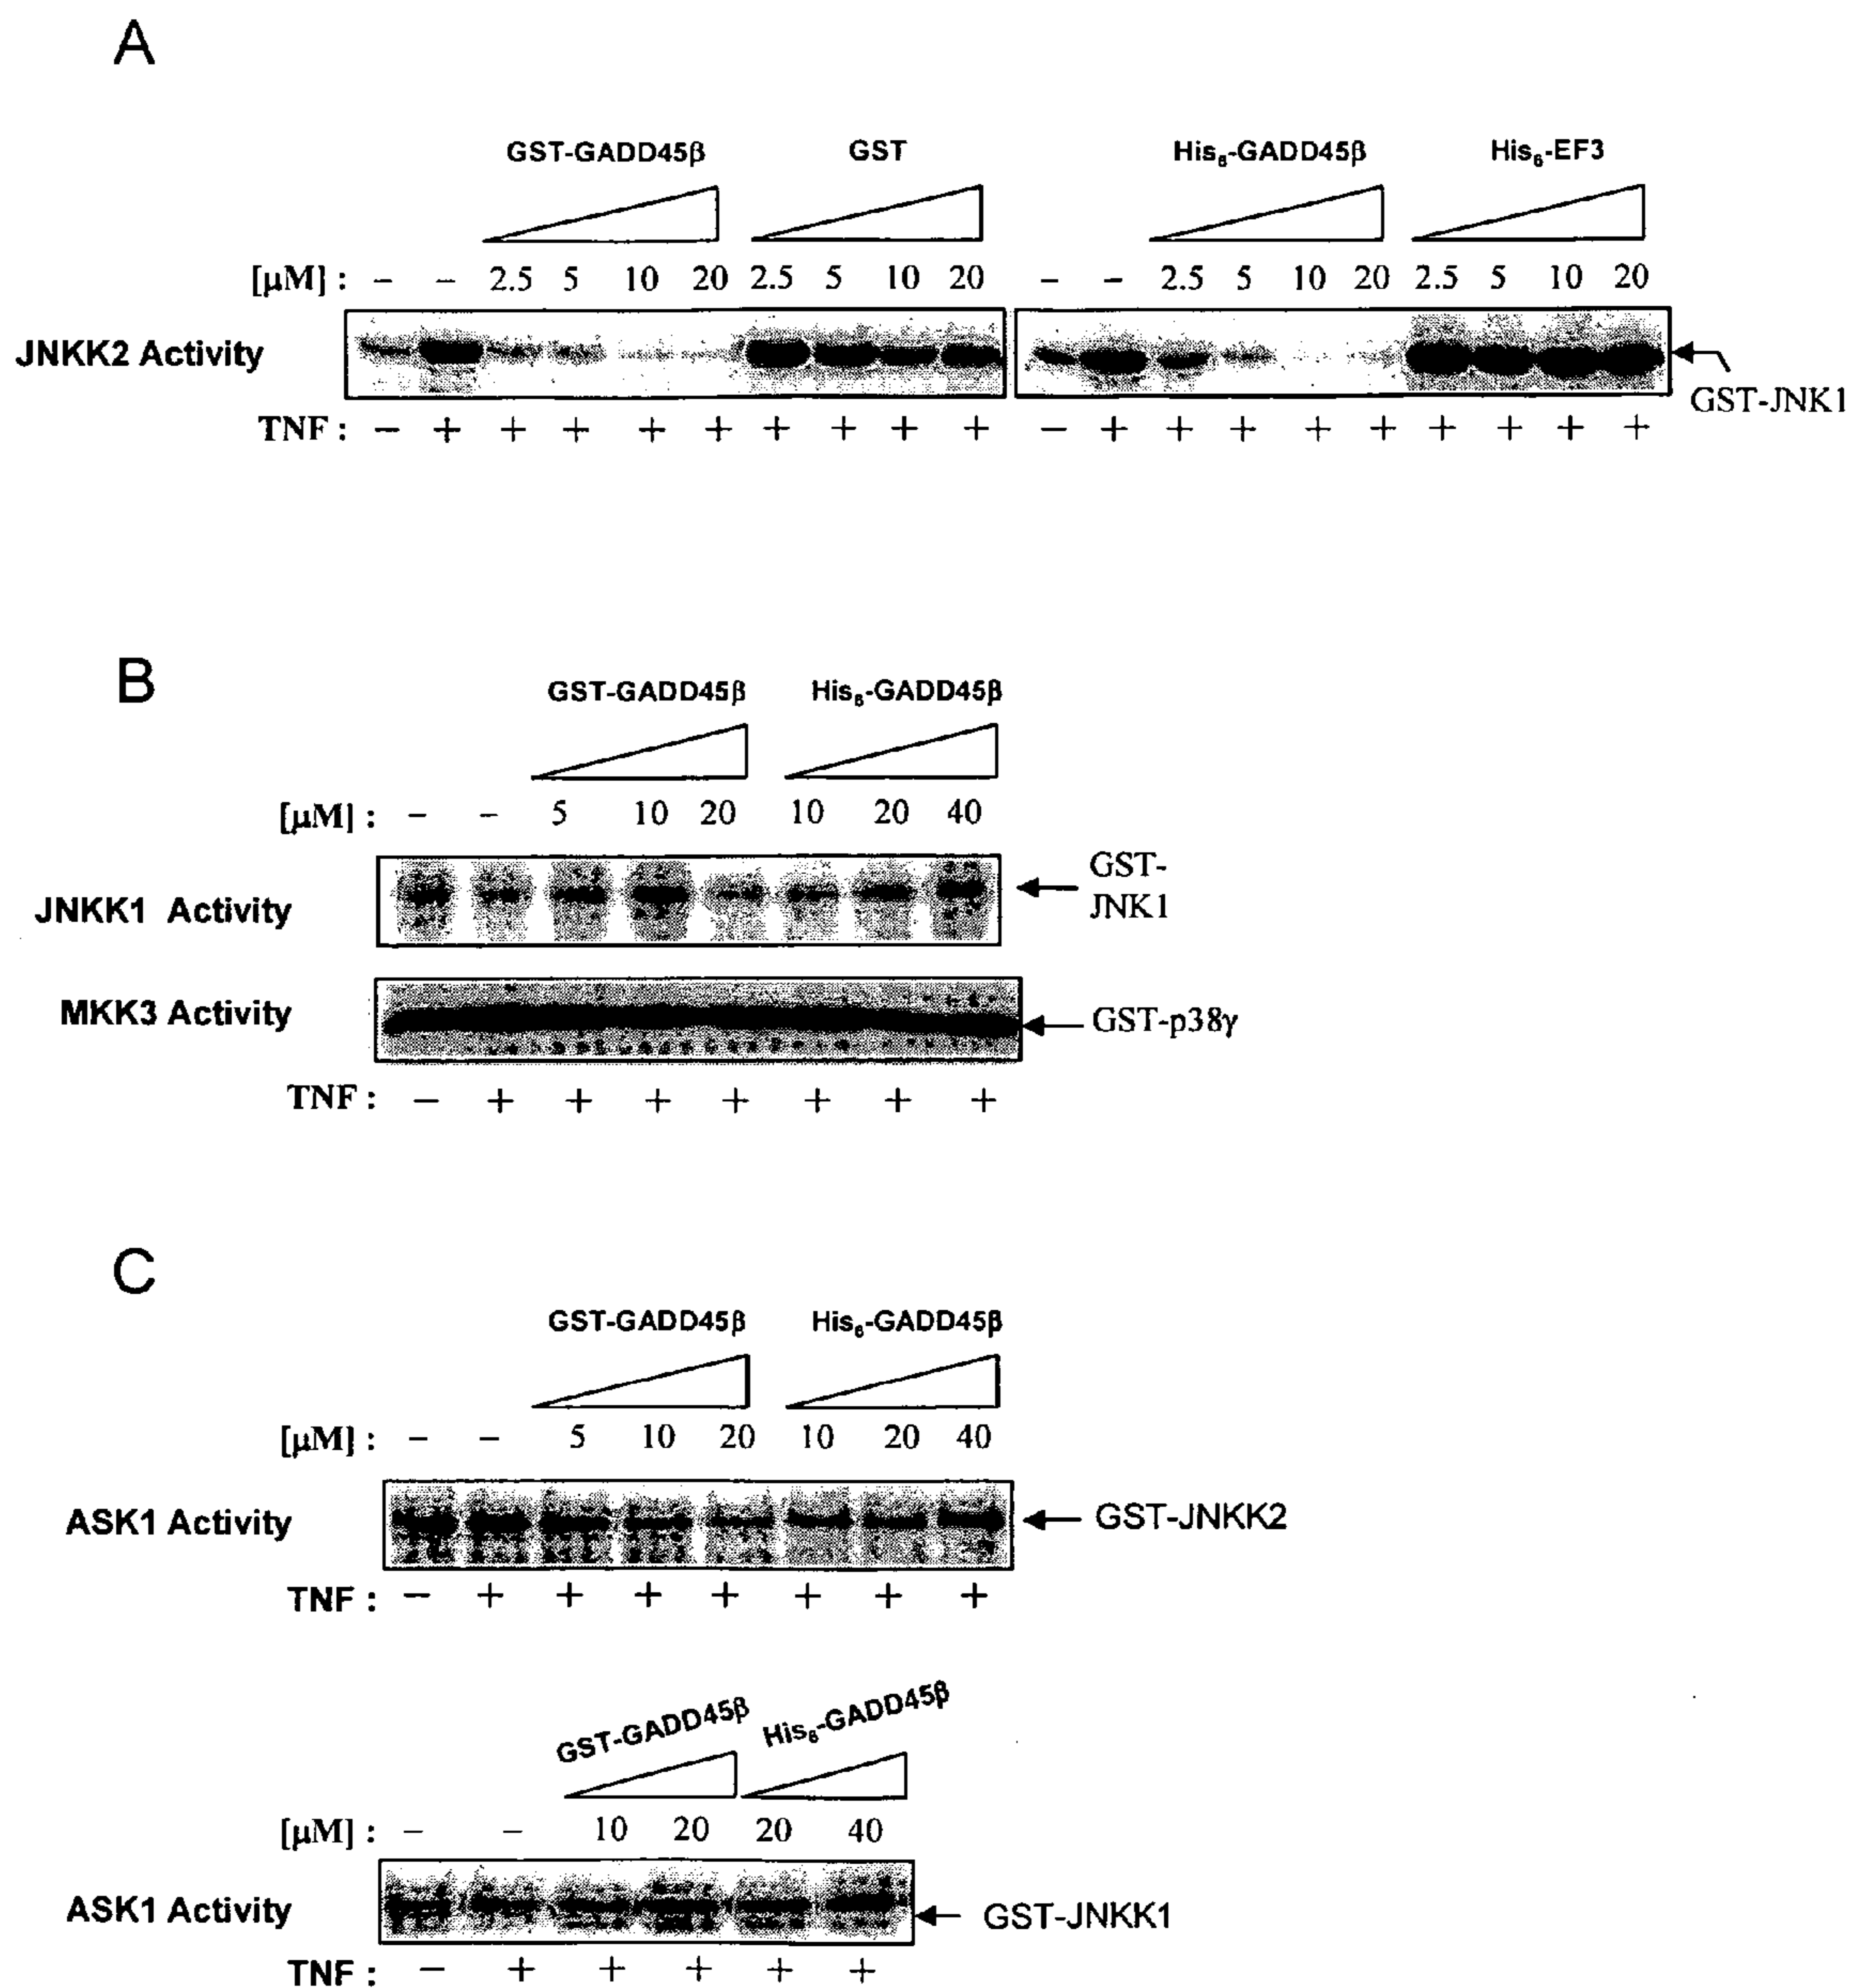 A
GST-GADD45β GST His₆-GADD45β His₆-EF3
[µM] : – – 2.5 5 10 20 2.5 5 10 20 – – 2.5 5 10 20 2.5 5 10 20
JNKK2 Activity
GST-JNK1
TNF : – + + + + + + + + + – + + + + + + + + +
B
GST-GADD45β His₆-GADD45β
[µM] : – – 5 10 20 10 20 40
JNKK1 Activity
GST-
JNK1
MKK3 Activity GST-p38γ
TNF : – + + + + + + +
C
GST-GADD45β His₆-GADD45β
[µM] : – – 5 10 20 10 20 40
ASK1 Activity GST-JNKK2
TNF : – + + + + + + +
GST-GADD45β His₆-GADD45β
[µM] : – – 10 20 20 40
ASK1 Activity GST-JNKK1
TNF : – + + + + +